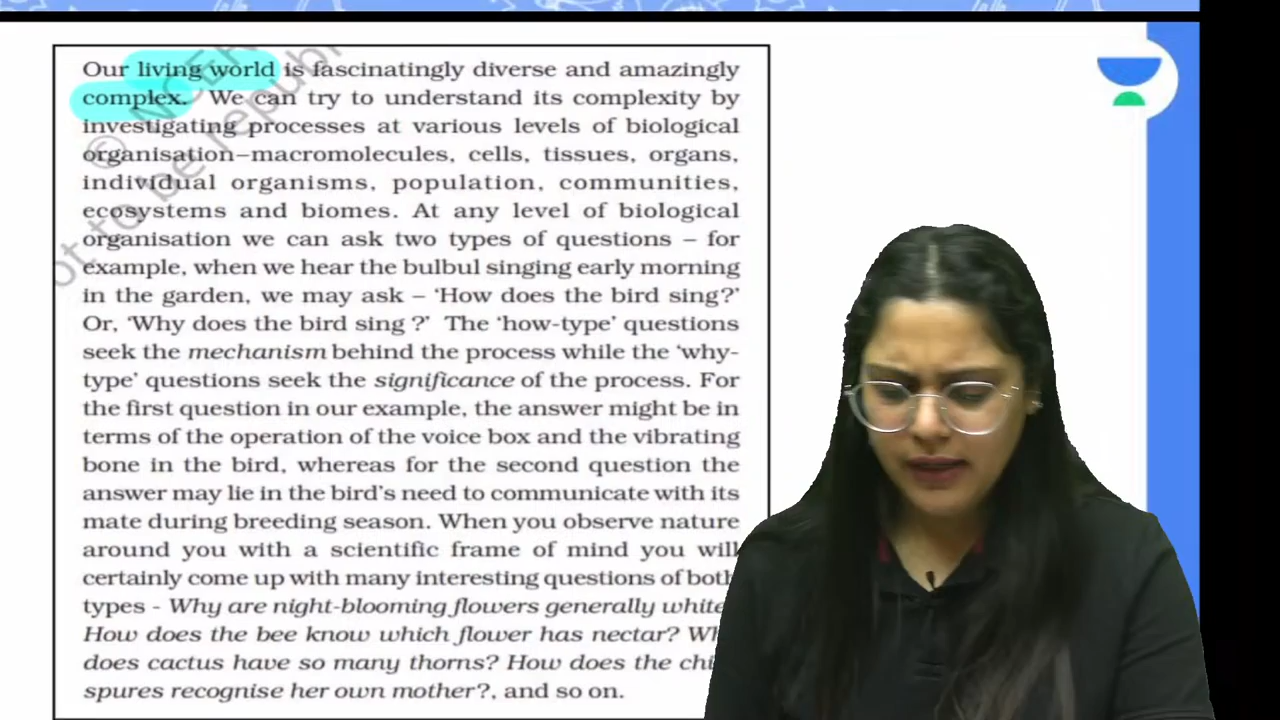 Our living world is fascinatingly diverse and amazingly
complex. We can try to understand its complexity by
investigating processes at various levels of biological
organisation–macromolecules, cells, tissues, organs,
individual organisms, population, communities,
ecosystems and biomes. At any level of biological
organisation we can ask two types of questions – for
example, when we hear the bulbul singing early morning
in the garden, we may ask – ‘How does the bird sing?’
Or, ‘Why does the bird sing ?’ The ‘how-type’ questions
seek the mechanism behind the process while the ‘why-
type’ questions seek the significance of the process. For
the first question in our example, the answer might be in
terms of the operation of the voice box and the vibrating
bone in the bird, whereas for the second question the
answer may lie in the bird’s need to communicate with its
mate during breeding season. When you observe nature
around you with a scientific frame of mind you will
certainly come up with many interesting questions of both
types - Why are night-blooming flowers generally white
How does the bee know which flower has nectar?
does cactus have so many thorns? How does the
spures recognise her own mother?, and so on.